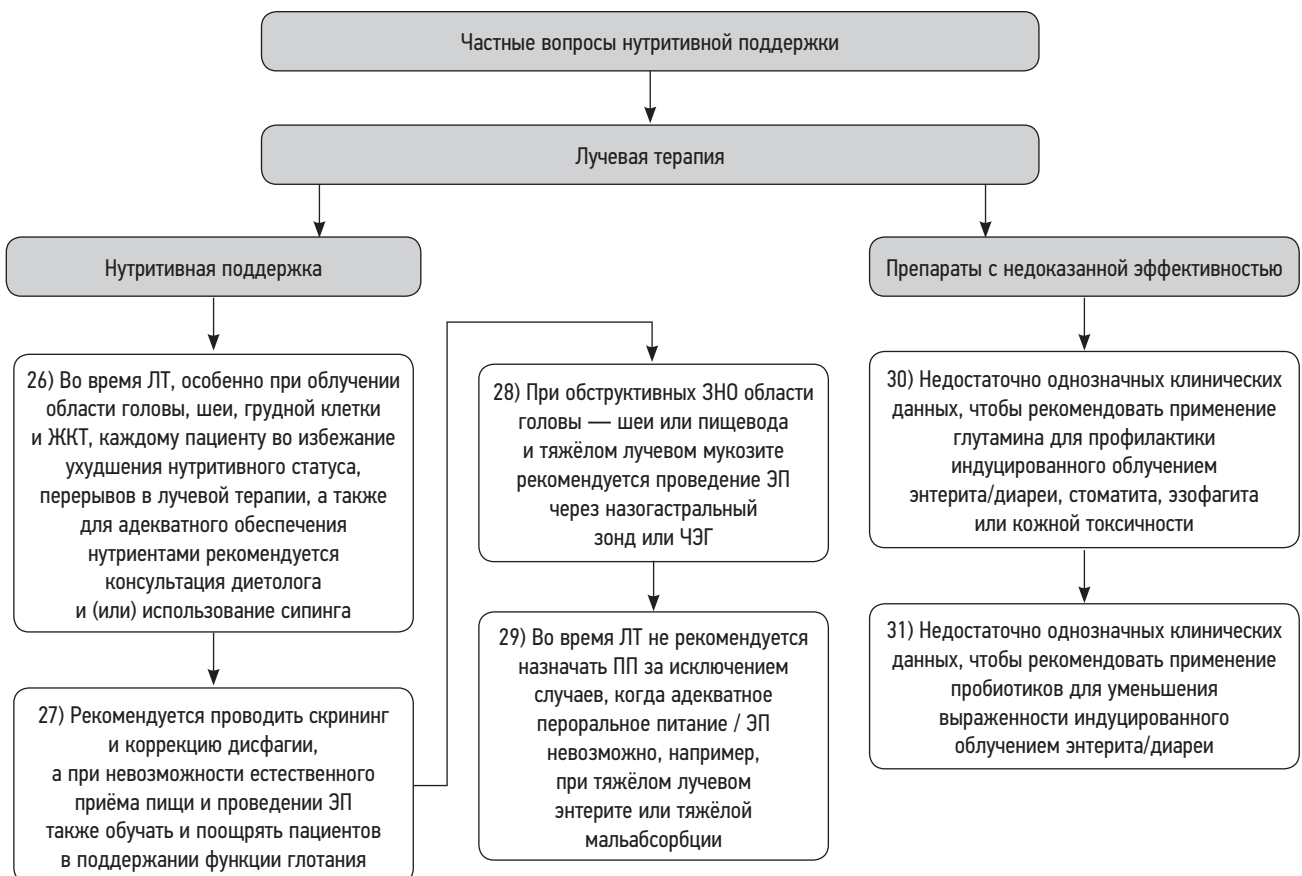 Частные вопросы нутритивной поддержки
Лучевая терапия
Нутритивная поддержка
26) Во время ЛТ, особенно при облучении
области головы, шеи, грудной клетки
и ЖКТ, каждому пациенту во избежание
ухудшения нутритивного статуса,
перерывов в лучевой терапии, а также
для адекватного обеспечения
нутриентами рекомендуется
консультация диетолога
и (или) использование сипинга
27) Рекомендуется проводить скрининг
и коррекцию дисфагии,
а при невозможности естественного
приёма пищи и проведении ЭП
также обучать и поощрять пациентов
в поддержании функции глотания
28) При обструктивных ЗНО области
головы — шеи или пищевода
и тяжёлом лучевом мукозите
рекомендуется проведение ЭП
через назогастральный
зонд или ЧЭГ
29) Во время ЛТ не рекомендуется
назначать ПП за исключением
случаев, когда адекватное
пероральное питание / ЭП
невозможно, например,
при тяжёлом лучевом
энтерите или тяжёлой
мальабсорбции
Препараты с недоказанной эффективностью
30) Недостаточно однозначных клинических
данных, чтобы рекомендовать применение
глутамина для профилактики
индуцированного облучением
энтерита/диареи, стоматита, эзофагита
или кожной токсичности
31) Недостаточно однозначных клинических
данных, чтобы рекомендовать применение
пробиотиков для уменьшения
выраженности индуцированного
облучением энтерита/диареи